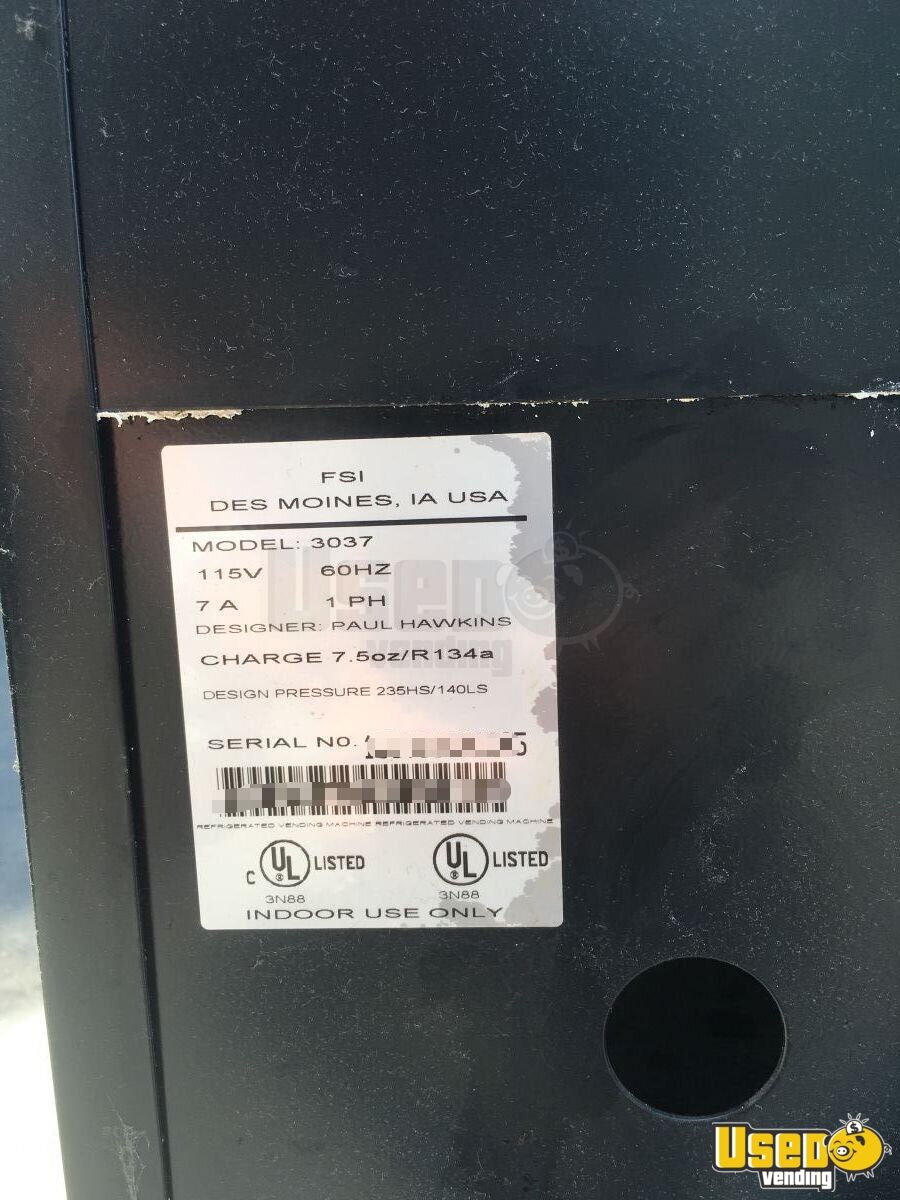 FSI
DES MOINES, IA USA
MODEL: 3037
115V 60HZ
7 A 1 PH
DESIGNER: PAUL HAWKINS
CHARGE 7.5oz/R134a
DESIGN PRESSURE 235HS/140LS
SERIAL NO.
REFRIGERATED VENDING MACHINE REFRIGERATED VENDING MACHINE
C UL LISTED UL LISTED
3N88 3N88
INDOOR USE ONLY
Used
vending
Used
vending